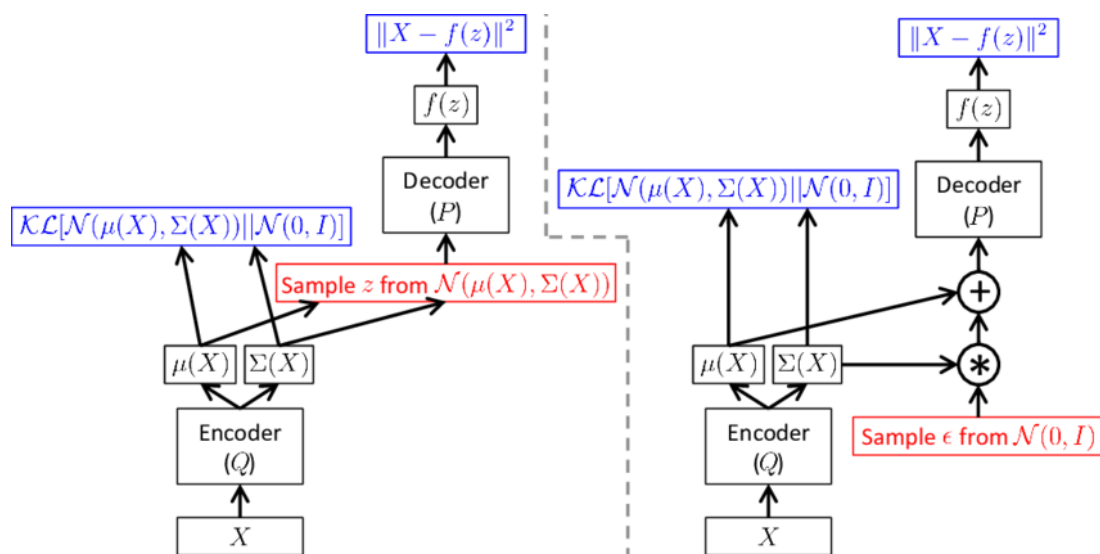 ‖X − f(z)‖²
f(z)
Decoder
(P)
𝒦ℒ[𝒩(μ(X), Σ(X))||𝒩(0, I)]
Sample z from 𝒩(μ(X), Σ(X))
μ(X)
Σ(X)
Encoder
(Q)
X
‖X − f(z)‖²
f(z)
Decoder
(P)
𝒦ℒ[𝒩(μ(X), Σ(X))||𝒩(0, I)]
+
μ(X)
Σ(X)
*
Sample ϵ from 𝒩(0, I)
Encoder
(Q)
X